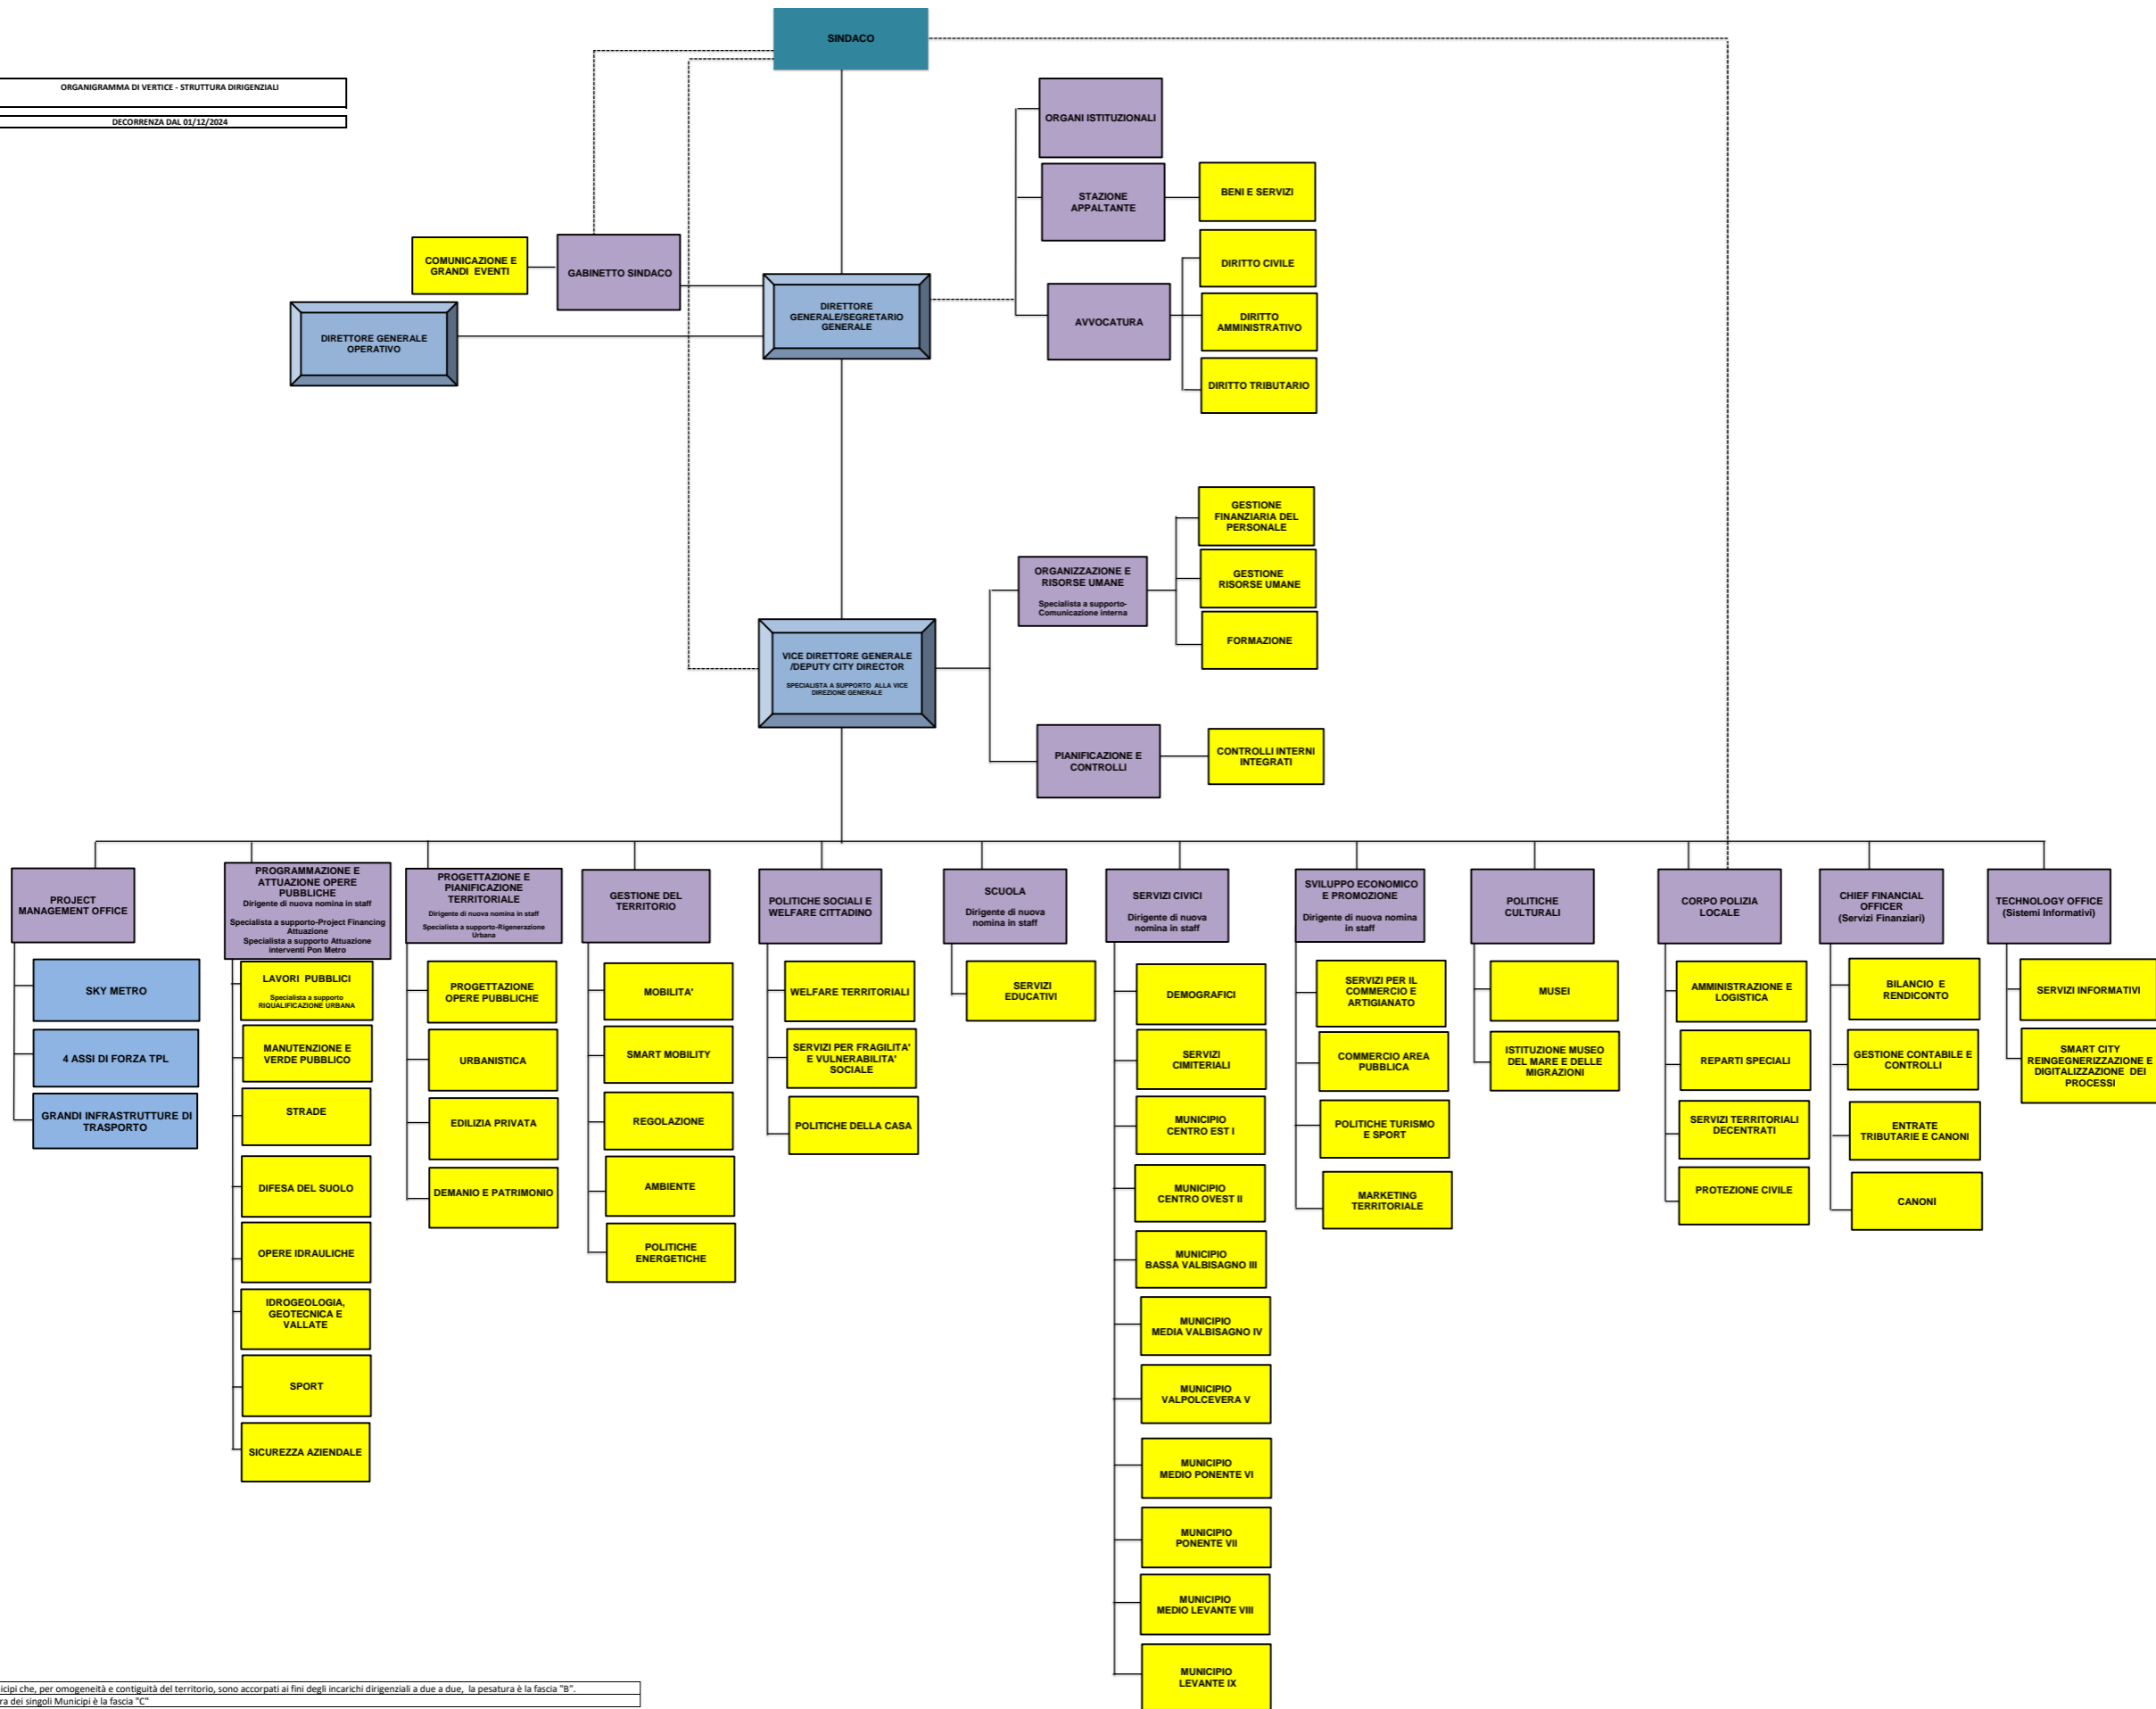 SINDACO
ORGANIGRAMMA DI VERTICE - STRUTTURA DIRIGENZIALI
DECORRENZA DAL 01/12/2024
ORGANI ISTITUZIONALI
STAZIONE
APPALTANTE
BENI E SERVIZI
COMUNICAZIONE E
GRANDI EVENTI
GABINETTO SINDACO
DIRETTORE
GENERALE/SEGRETARIO
GENERALE
DIRETTORE GENERALE
OPERATIVO
AVVOCATURA
DIRITTO CIVILE
DIRITTO
AMMINISTRATIVO
DIRITTO TRIBUTARIO
ORGANIZZAZIONE E
RISORSE UMANE
Specialista a supporto-
Comunicazione interna
GESTIONE
FINANZIARIA DEL
PERSONALE
GESTIONE
RISORSE UMANE
FORMAZIONE
VICE DIRETTORE GENERALE
/DEPUTY CITY DIRECTOR
SPECIALISTA A SUPPORTO ALLA VICE
DIREZIONE GENERALE
PIANIFICAZIONE E
CONTROLLI
CONTROLLI INTERNI
INTEGRATI
PROJECT
MANAGEMENT OFFICE
SKY METRO
4 ASSI DI FORZA TPL
GRANDI INFRASTRUTTURE DI
TRASPORTO
PROGRAMMAZIONE E
ATTUAZIONE OPERE
PUBBLICHE
Dirigente di nuova nomina in staff
Specialista a supporto-Project Financing
Attuazione
Specialista a supporto Attuazione
interventi Pon Metro
LAVORI PUBBLICI
Specialista a supporto
RIQUALIFICAZIONE URBANA
MANUTENZIONE E
VERDE PUBBLICO
STRADE
DIFESA DEL SUOLO
OPERE IDRAULICHE
IDROGEOLOGIA,
GEOTECNICA E
VALLATE
SPORT
SICUREZZA AZIENDALE
PROGETTAZIONE E
PIANIFICAZIONE
TERRITORIALE
Dirigente di nuova nomina in staff
Specialista a supporto-Rigenerazione
Urbana
PROGETTAZIONE
OPERE PUBBLICHE
URBANISTICA
EDILIZIA PRIVATA
DEMANIO E PATRIMONIO
GESTIONE DEL
TERRITORIO
MOBILITA'
SMART MOBILITY
REGOLAZIONE
AMBIENTE
POLITICHE
ENERGETICHE
POLITICHE SOCIALI E
WELFARE CITTADINO
WELFARE TERRITORIALI
SERVIZI PER FRAGILITA'
E VULNERABILITA'
SOCIALE
POLITICHE DELLA CASA
SCUOLA
Dirigente di nuova
nomina in staff
SERVIZI
EDUCATIVI
SERVIZI CIVICI
Dirigente di nuova
nomina in staff
DEMOGRAFICI
SERVIZI
CIMITERIALI
MUNICIPIO
CENTRO EST I
MUNICIPIO
CENTRO OVEST II
MUNICIPIO
BASSA VALBISAGNO III
MUNICIPIO
MEDIA VALBISAGNO IV
MUNICIPIO
VALPOLCEVERA V
MUNICIPIO
MEDIO PONENTE VI
MUNICIPIO
PONENTE VII
MUNICIPIO
MEDIO LEVANTE VIII
MUNICIPIO
LEVANTE IX
SVILUPPO ECONOMICO
E PROMOZIONE
Dirigente di nuova nomina
in staff
SERVIZI PER IL
COMMERCIO E
ARTIGIANATO
COMMERCIO AREA
PUBBLICA
POLITICHE TURISMO
E SPORT
MARKETING
TERRITORIALE
POLITICHE
CULTURALI
MUSEI
ISTITUZIONE MUSEO
DEL MARE E DELLE
MIGRAZIONI
CORPO POLIZIA
LOCALE
AMMINISTRAZIONE E
LOGISTICA
REPARTI SPECIALI
SERVIZI TERRITORIALI
DECENTRATI
PROTEZIONE CIVILE
CHIEF FINANCIAL
OFFICER
(Servizi Finanziari)
BILANCIO E
RENDICONTO
GESTIONE CONTABILE E
CONTROLLI
ENTRATE
TRIBUTARIE E CANONI
CANONI
TECHNOLOGY OFFICE
(Sistemi Informativi)
SERVIZI INFORMATIVI
SMART CITY
REINGEGNERIZZAZIONE E
DIGITALIZZAZIONE DEI
PROCESSI
icipi che, per omogeneità e contiguità del territorio, sono accorpati ai fini degli incarichi dirigenziali a due a due, la pesatura è la fascia "B".
ra dei singoli Municipi è la fascia "C"